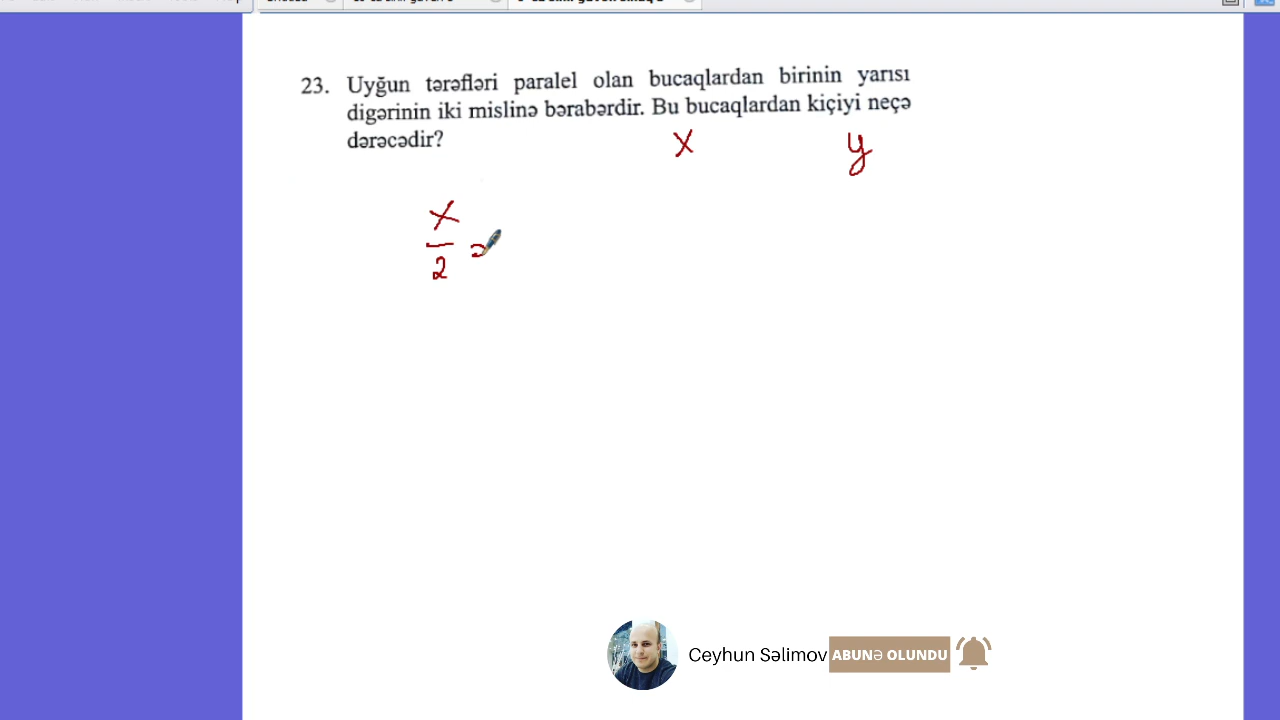 23. Uyğun tərəfləri paralel olan bucaqlardan birinin yarısı
digərinin iki mislinə bərabərdir. Bu bucaqlardan kiçiyi neçə
dərəcədir?
x y
x
2 =
Ceyhun Səlimov ABUNƏ OLUNDU